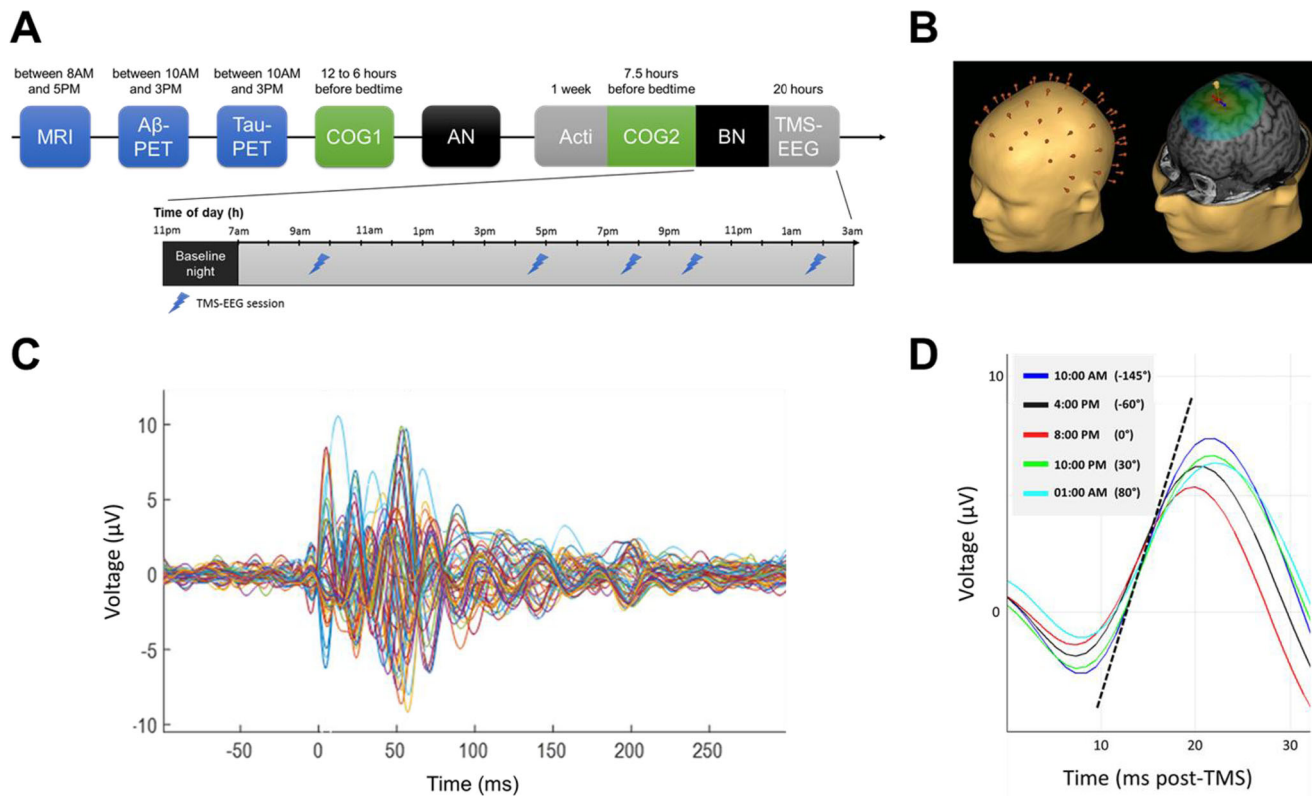 A
between 8AM
and 5PM
between 10AM
and 3PM
between 10AM
and 3PM
12 to 6 hours
before bedtime
1 week
7.5 hours
before bedtime
20 hours
MRI
Aβ-
PET
Tau-
PET
COG1
AN
Acti
COG2
BN
TMS-
EEG
Time of day (h)
11pm
7am
9am
11am
1pm
3pm
5pm
7pm
9pm
11pm
1am
3am
Baseline
night
TMS-EEG session
B
C
Voltage (µV)
10
5
0
-5
-10
-50
0
50
100
150
200
250
Time (ms)
D
Voltage (µV)
10
0
10:00 AM (-145°)
4:00 PM (-60°)
8:00 PM (0°)
10:00 PM (30°)
01:00 AM (80°)
10
20
30
Time (ms post-TMS)